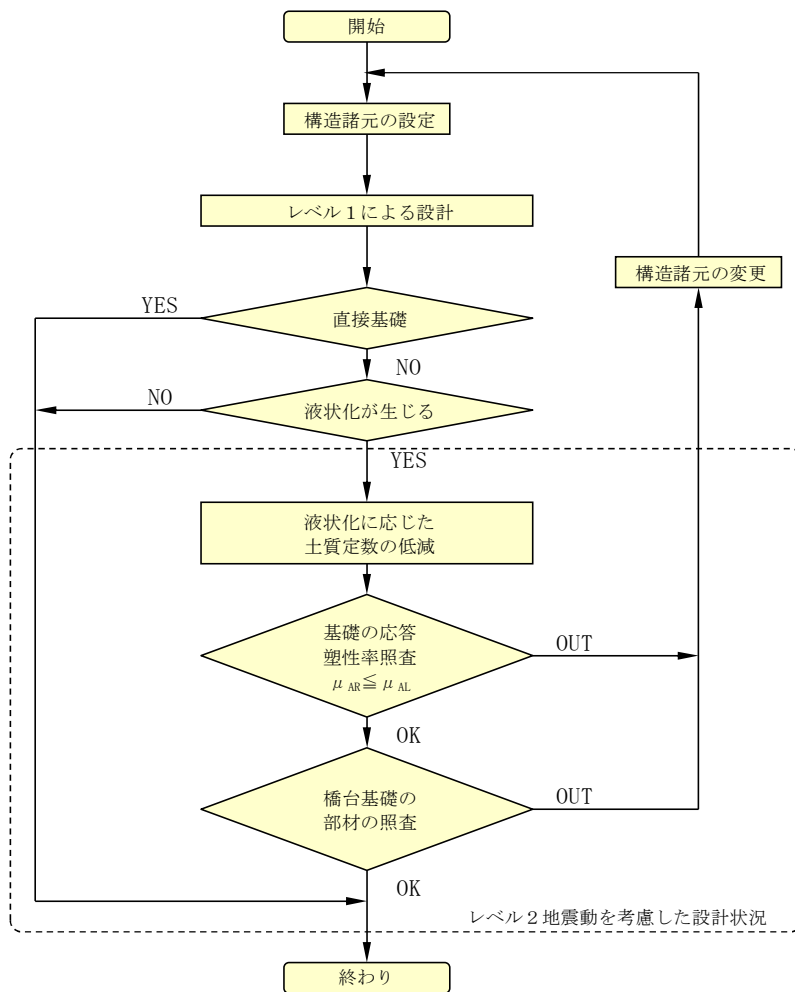 開始
構造諸元の設定
レベル1による設計
構造諸元の変更
YES
直接基礎
NO
NO
液状化が生じる
YES
液状化に応じた
土質定数の低減
基礎の応答
塑性率照査
μAR≦μAL
OUT
OK
橋台基礎の
部材の照査
OUT
OK
レベル2地震動を考慮した設計状況
終わり